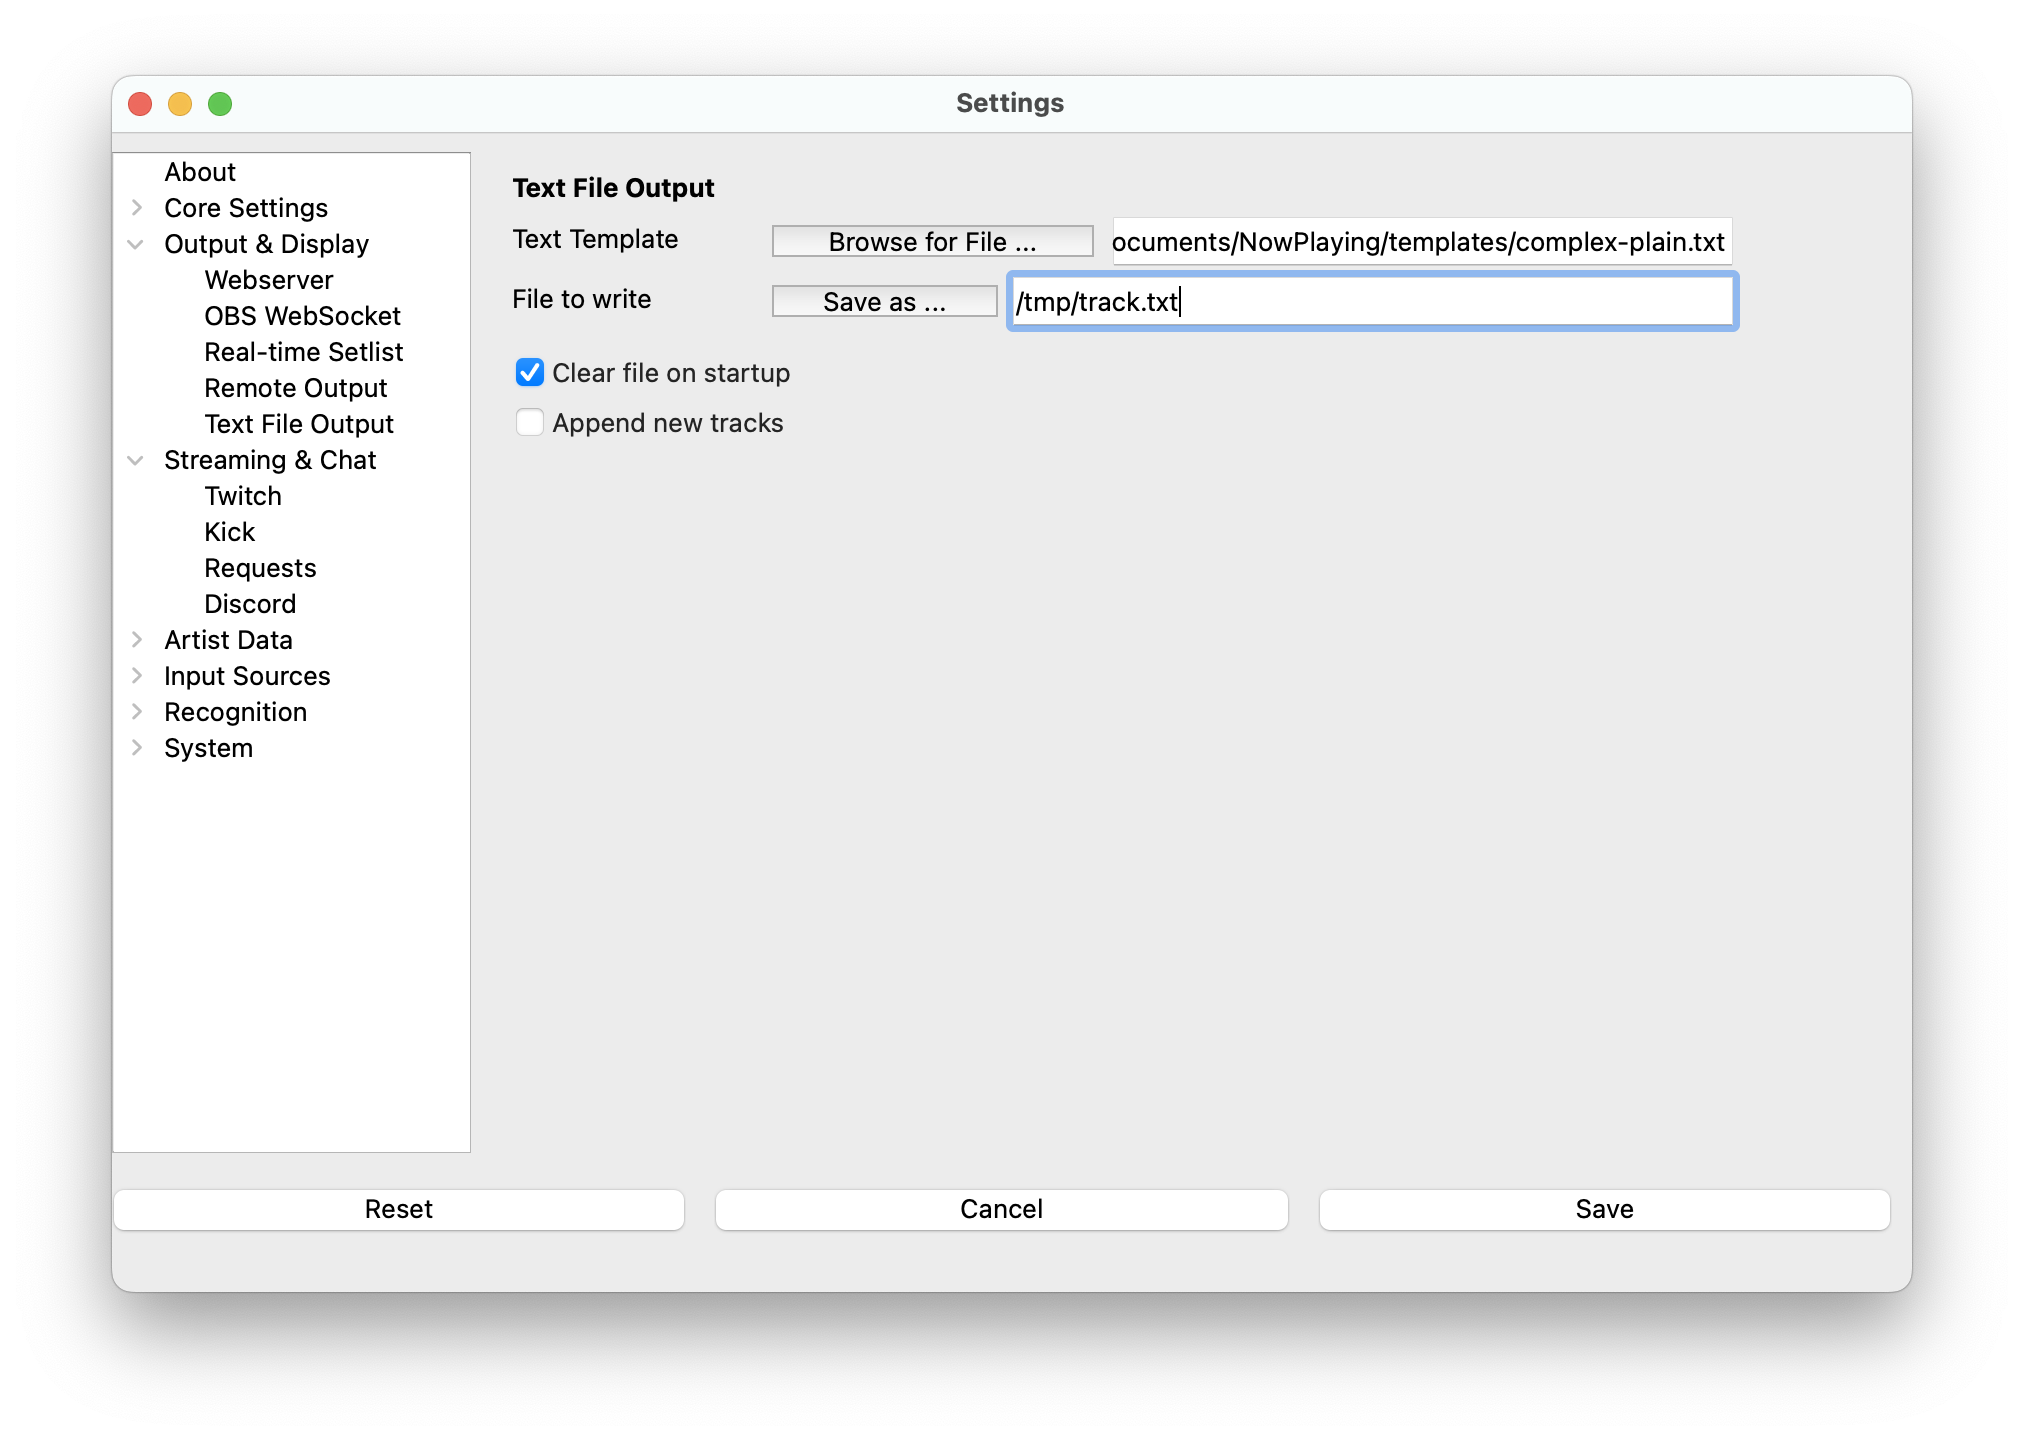 Settings
About
Core Settings
Output & Display
Webserver
OBS WebSocket
Real-time Setlist
Remote Output
Text File Output
Streaming & Chat
Twitch
Kick
Requests
Discord
Artist Data
Input Sources
Recognition
System
Text File Output
Text Template Browse for File ... ocuments/NowPlaying/templates/complex-plain.txt
File to write Save as ... /tmp/track.txt
Clear file on startup
Append new tracks
Reset Cancel Save